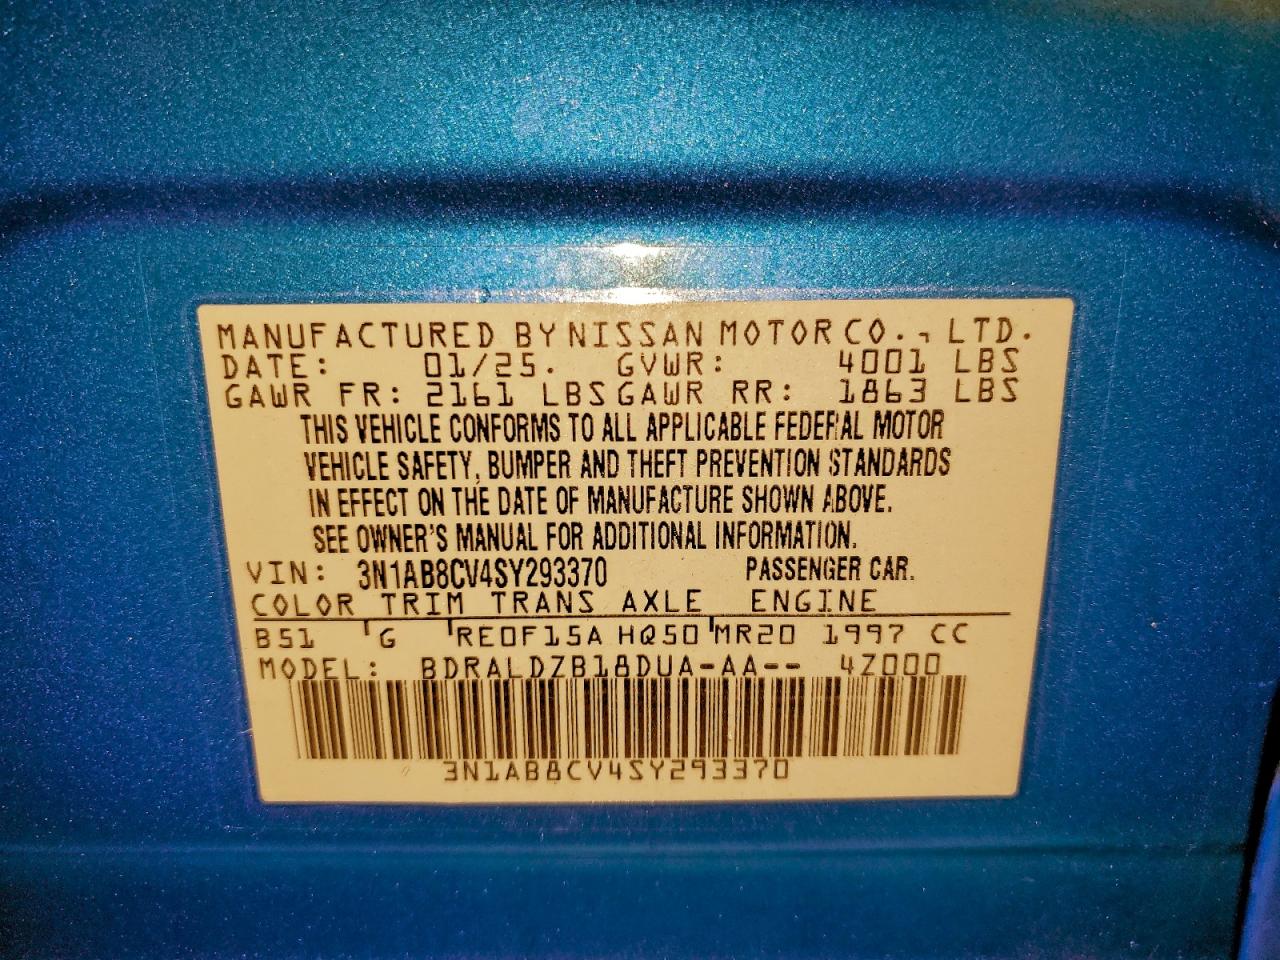 MANUFACTURED BY NISSAN MOTOR CO., LTD.
DATE: 01/25. GVWR: 4001 LBS
GAWR FR: 2161 LBS GAWR RR: 1863 LBS
THIS VEHICLE CONFORMS TO ALL APPLICABLE FEDERAL MOTOR
VEHICLE SAFETY, BUMPER AND THEFT PREVENTION STANDARDS
IN EFFECT ON THE DATE OF MANUFACTURE SHOWN ABOVE.
SEE OWNER'S MANUAL FOR ADDITIONAL INFORMATION.
VIN: 3N1AB8CV4SY293370 PASSENGER CAR.
COLOR TRIM TRANS AXLE ENGINE
B51 G RE0F15A HQ50 MR20 1997 CC
MODEL: BDRALDZB18DUA-AA-- 4Z000
3N1AB8CV4SY293370